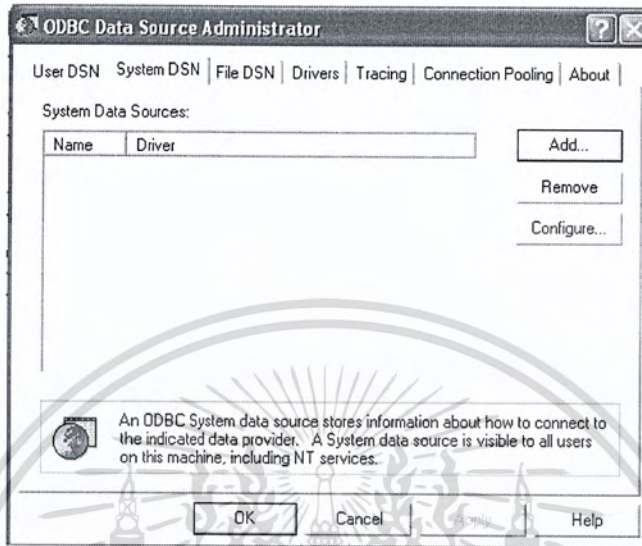 ODBC Data Source Administrator
User DSN System DSN File DSN Drivers Tracing Connection Pooling About
System Data Sources:
Name Driver
Add...
Remove
Configure...
An ODBC System data source stores information about how to connect to
the indicated data provider. A System data source is visible to all users
on this machine, including NT services.
OK Cancel Apply Help